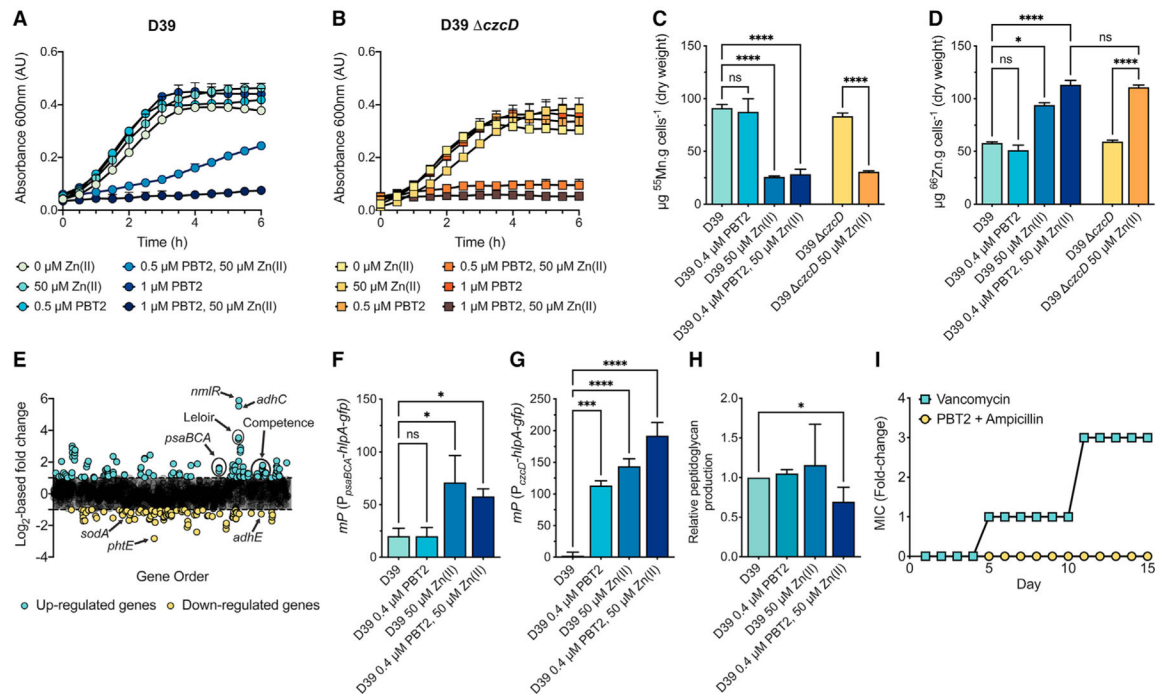 A
D39
Absorbance 600nm (AU)
0.6
0.4
0.2
0.0
0
2
4
6
Time (h)
0 µM Zn(II)
50 µM Zn(II)
0.5 µM PBT2
0.5 µM PBT2, 50 µM Zn(II)
1 µM PBT2
1 µM PBT2, 50 µM Zn(II)
B
D39 ΔczcD
Absorbance 600nm (AU)
0.6
0.4
0.2
0.0
0
2
4
6
Time (h)
0 µM Zn(II)
50 µM Zn(II)
0.5 µM PBT2
0.5 µM PBT2, 50 µM Zn(II)
1 µM PBT2
1 µM PBT2, 50 µM Zn(II)
C
µg ⁵⁵Mn.g cells⁻¹ (dry weight)
150
100
50
0
****
****
ns
****
D39
D39 0.4 µM PBT2
D39 50 µM Zn(II)
D39 0.4 µM PBT2, 50 µM Zn(II)
D39 ΔczcD
D39 ΔczcD 50 µM Zn(II)
D
µg ⁶⁶Zn.g cells⁻¹ (dry weight)
150
100
50
0
****
*
ns
ns
****
D39
D39 0.4 µM PBT2
D39 50 µM Zn(II)
D39 0.4 µM PBT2, 50 µM Zn(II)
D39 ΔczcD
D39 ΔczcD 50 µM Zn(II)
E
Log₂-based fold change
6
4
2
0
-2
-4
nmlR
adhC
Leloir
Competence
psaBCA
sodA
phtE
adhE
Gene Order
Up-regulated genes
Down-regulated genes
F
mP (PpsaBCA-hlpA-gfp)
150
100
50
0
*
*
ns
D39
D39 0.4 µM PBT2
D39 50 µM Zn(II)
D39 0.4 µM PBT2, 50 µM Zn(II)
G
mP (PczcD-hlpA-gfp)
250
200
150
100
50
0
****
****
***
D39
D39 0.4 µM PBT2
D39 50 µM Zn(II)
D39 0.4 µM PBT2, 50 µM Zn(II)
H
Relative peptidoglycan
production
2.0
1.5
1.0
0.5
0.0
*
D39
D39 0.4 µM PBT2
D39 50 µM Zn(II)
D39 0.4 µM PBT2, 50 µM Zn(II)
I
Vancomycin
PBT2 + Ampicillin
MIC (Fold-change)
4
3
2
1
0
0
5
10
15
Day